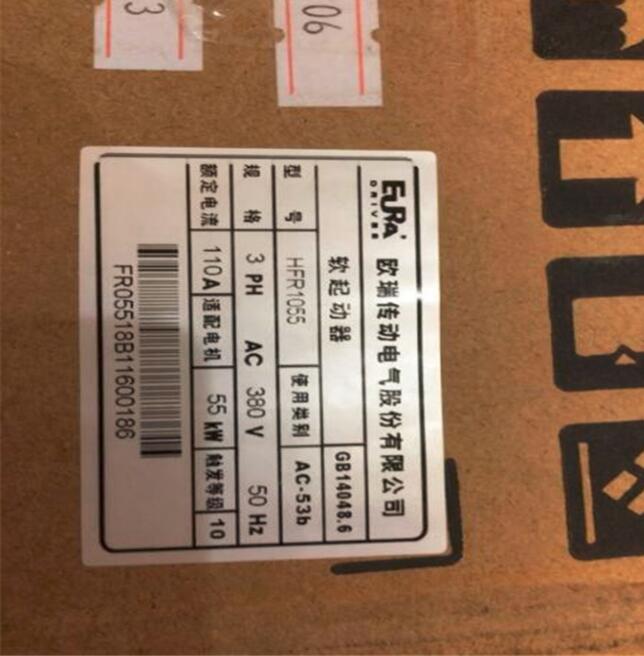 3
06
EURA DRIVES 欧瑞传动电气股份有限公司
软起动器 GB14048.6
型号 HFR1055 使用类别 AC-53b
规格 3 PH AC 380 V 50 Hz
额定电流 110A 适配电机 55 kW 触发等级 10
FR05518B11600186